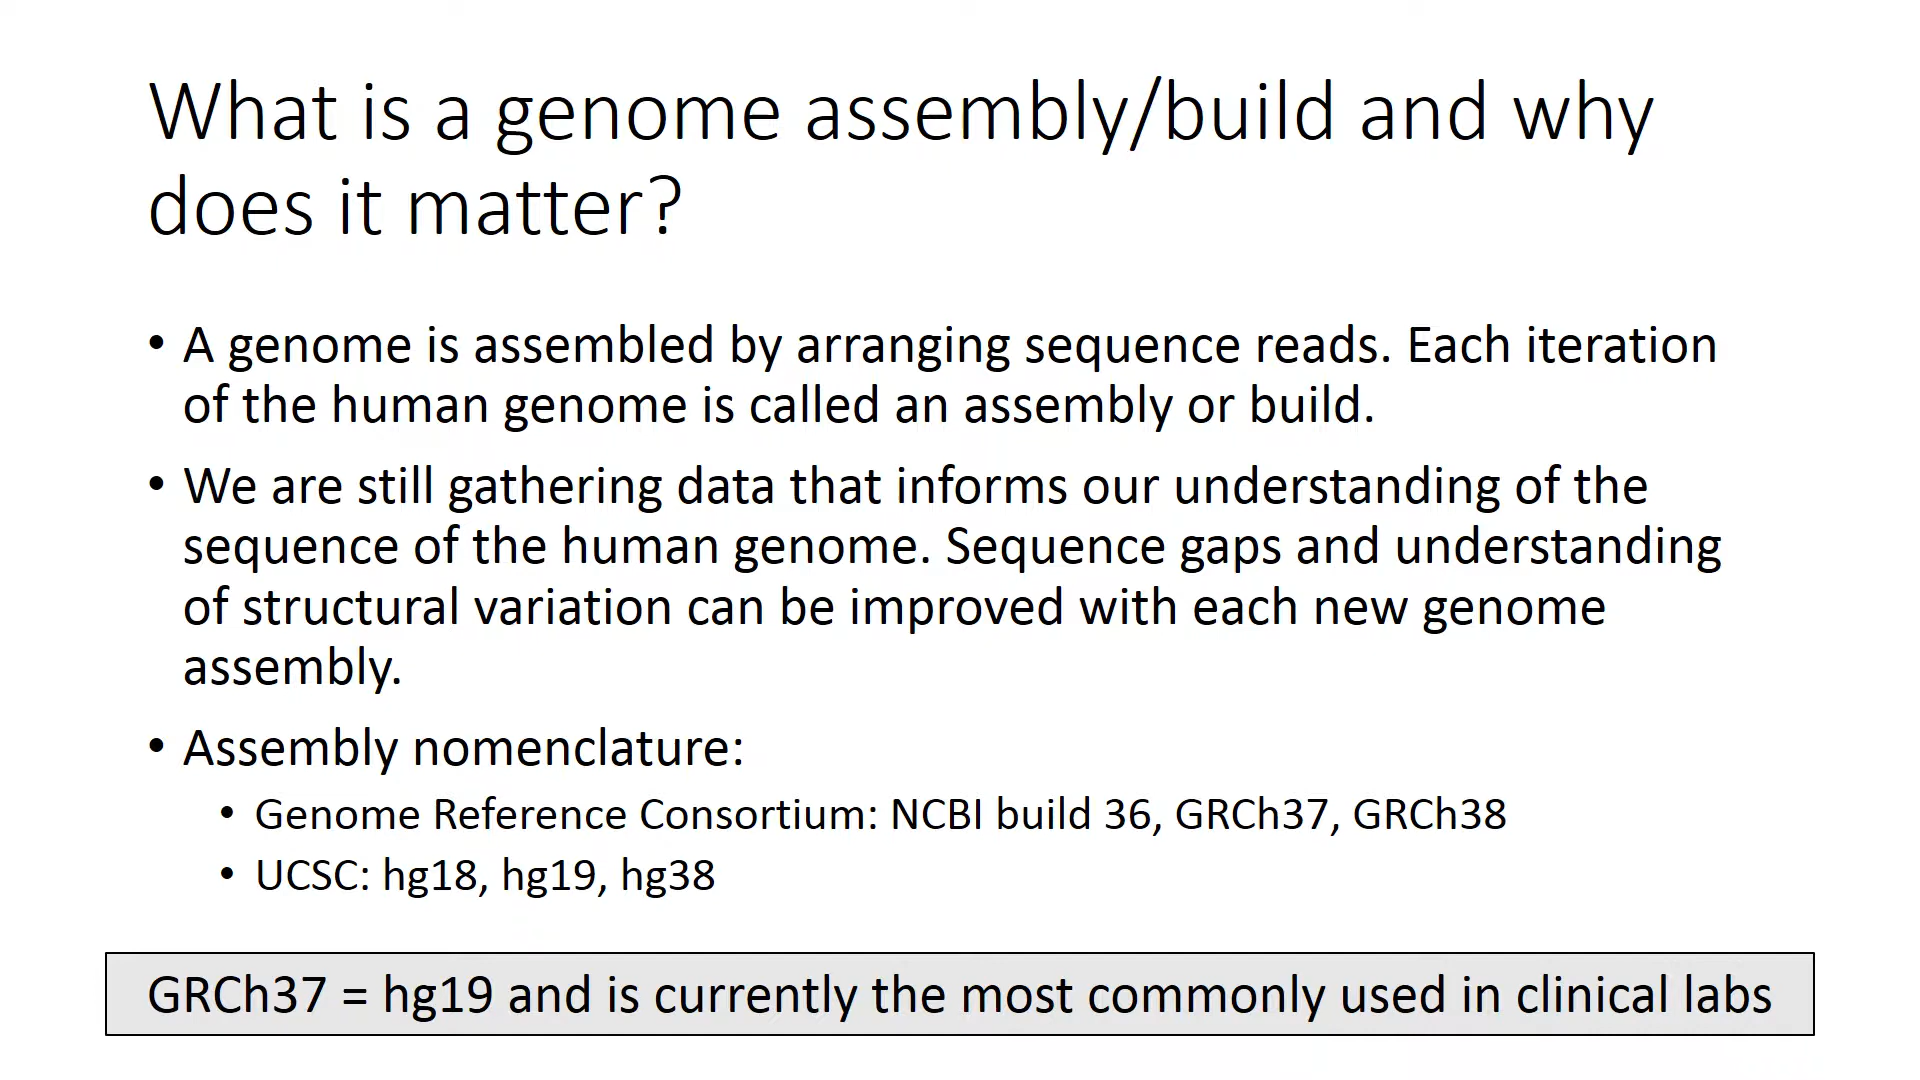 What is a genome assembly/build and why
does it matter?
• A genome is assembled by arranging sequence reads. Each iteration
of the human genome is called an assembly or build.
• We are still gathering data that informs our understanding of the
sequence of the human genome. Sequence gaps and understanding
of structural variation can be improved with each new genome
assembly.
• Assembly nomenclature:
• Genome Reference Consortium: NCBI build 36, GRCh37, GRCh38
• UCSC: hg18, hg19, hg38
GRCh37 = hg19 and is currently the most commonly used in clinical labs